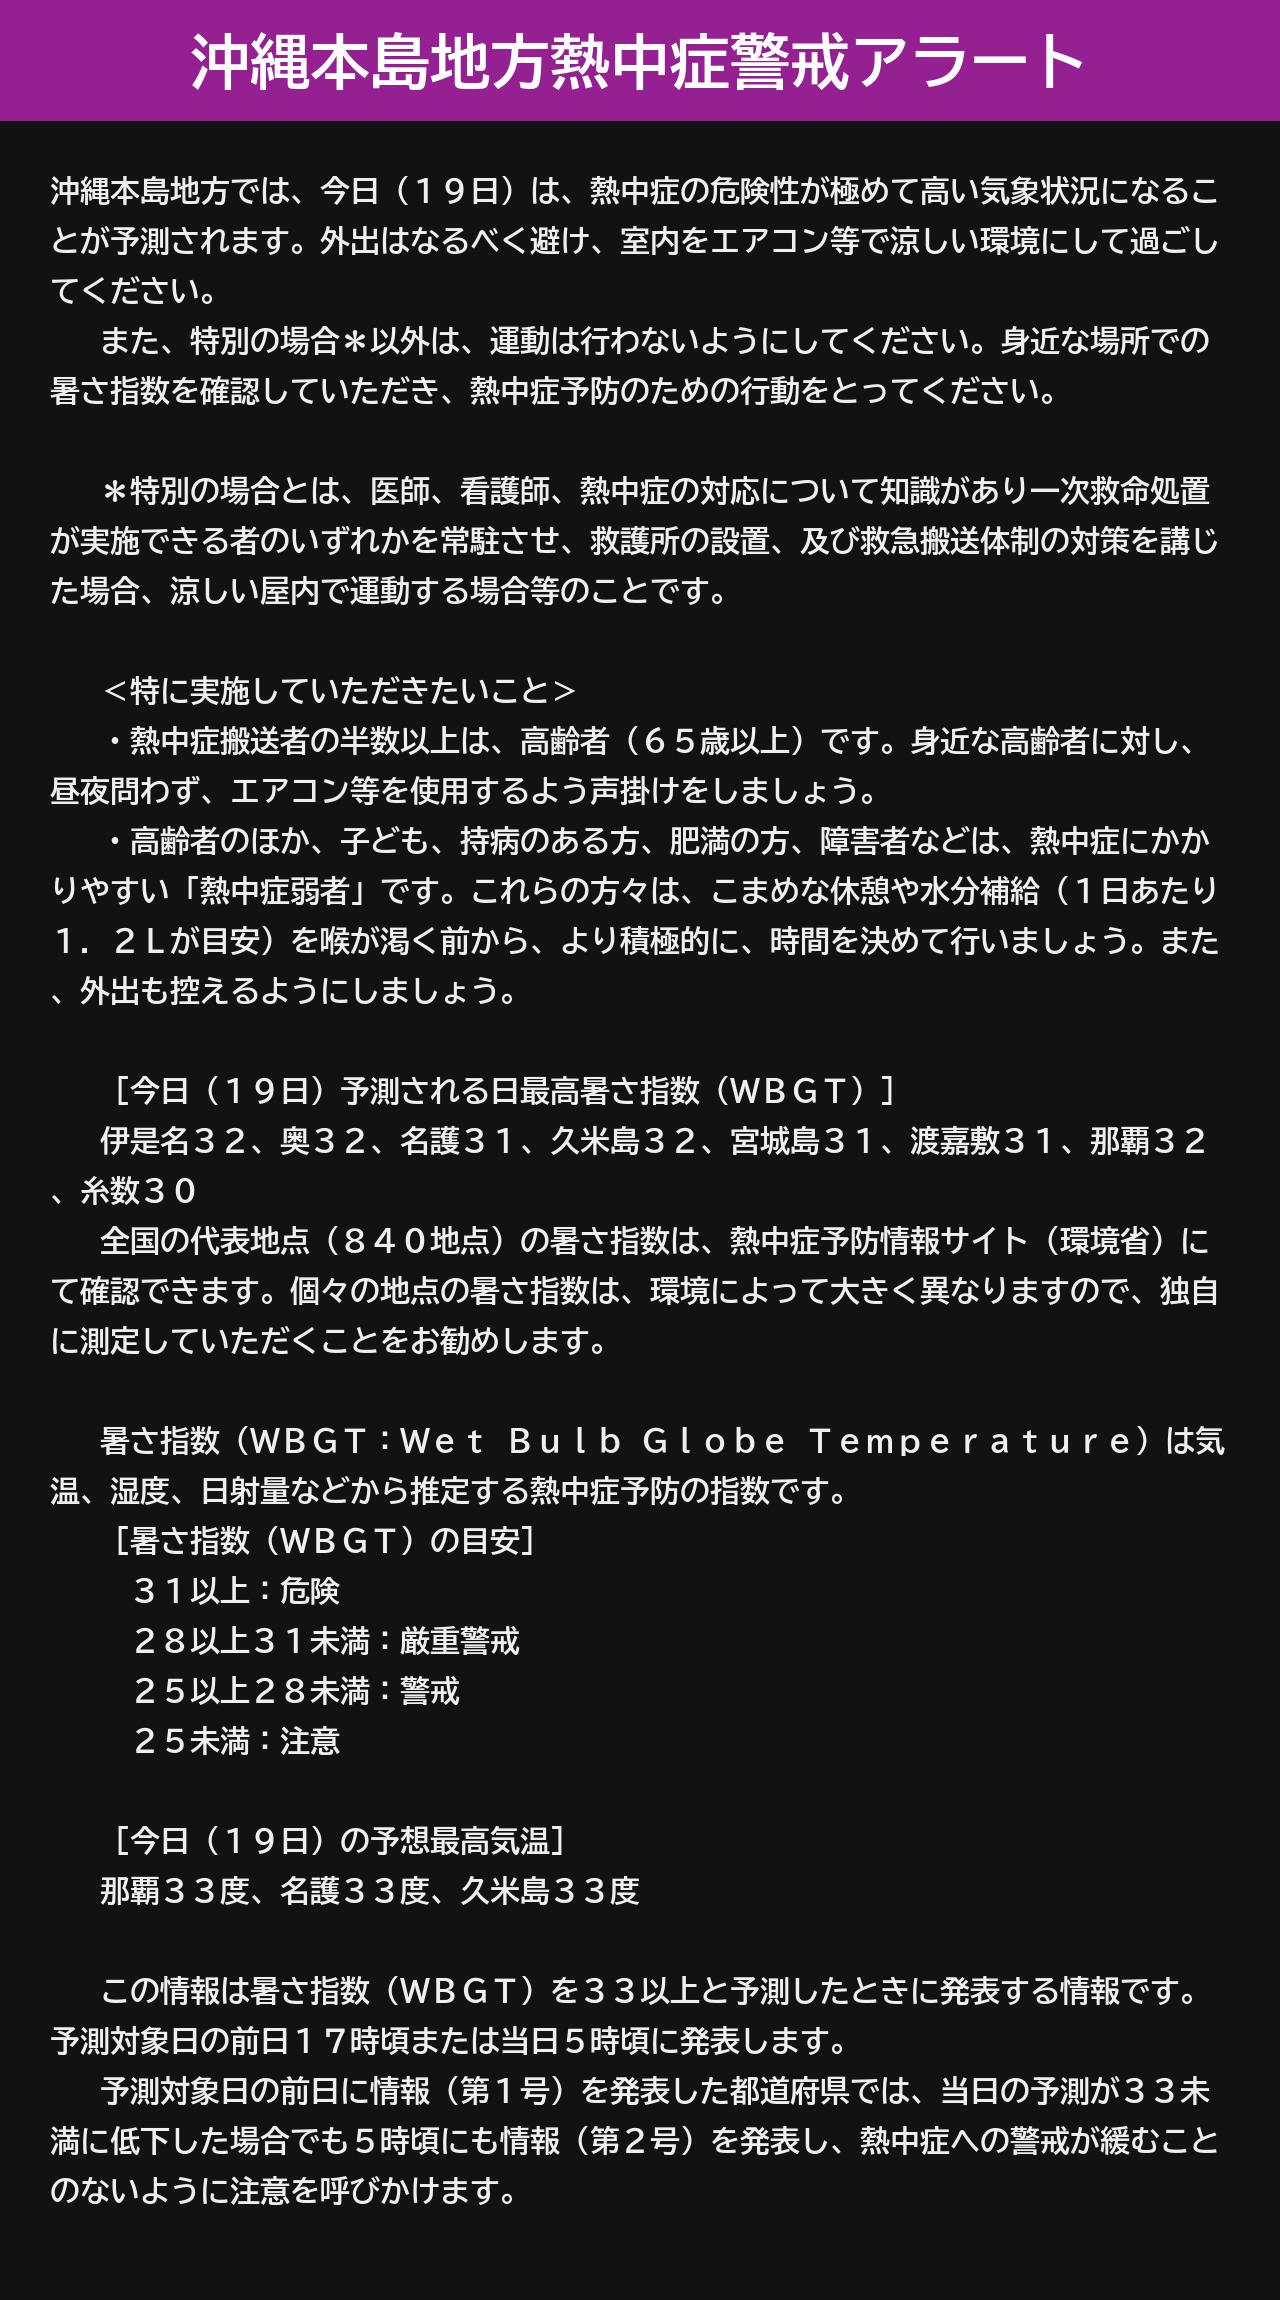 沖縄本島地方熱中症警戒アラート
沖縄本島地方では、今日（１９日）は、熱中症の危険性が極めて高い気象状況になるこ
とが予測されます。外出はなるべく避け、室内をエアコン等で涼しい環境にして過ごし
てください。
また、特別の場合＊以外は、運動は行わないようにしてください。身近な場所での
暑さ指数を確認していただき、熱中症予防のための行動をとってください。
＊特別の場合とは、医師、看護師、熱中症の対応について知識があり一次救命処置
が実施できる者のいずれかを常駐させ、救護所の設置、及び救急搬送体制の対策を講じ
た場合、涼しい屋内で運動する場合等のことです。
＜特に実施していただきたいこと＞
・熱中症搬送者の半数以上は、高齢者（６５歳以上）です。身近な高齢者に対し、
昼夜問わず、エアコン等を使用するよう声掛けをしましょう。
・高齢者のほか、子ども、持病のある方、肥満の方、障害者などは、熱中症にかか
りやすい「熱中症弱者」です。これらの方々は、こまめな休憩や水分補給（１日あたり
１．２Ｌが目安）を喉が渇く前から、より積極的に、時間を決めて行いましょう。また
、外出も控えるようにしましょう。
［今日（１９日）予測される日最高暑さ指数（ＷＢＧＴ）］
伊是名３２、奥３２、名護３１、久米島３２、宮城島３１、渡嘉敷３１、那覇３２
、糸数３０
全国の代表地点（８４０地点）の暑さ指数は、熱中症予防情報サイト（環境省）に
て確認できます。個々の地点の暑さ指数は、環境によって大きく異なりますので、独自
に測定していただくことをお勧めします。
暑さ指数（ＷＢＧＴ：Ｗｅｔ　Ｂｕｌｂ　Ｇｌｏｂｅ　Ｔｅｍｐｅｒａｔｕｒｅ）は気
温、湿度、日射量などから推定する熱中症予防の指数です。
［暑さ指数（ＷＢＧＴ）の目安］
３１以上：危険
２８以上３１未満：厳重警戒
２５以上２８未満：警戒
２５未満：注意
［今日（１９日）の予想最高気温］
那覇３３度、名護３３度、久米島３３度
この情報は暑さ指数（ＷＢＧＴ）を３３以上と予測したときに発表する情報です。
予測対象日の前日１７時頃または当日５時頃に発表します。
予測対象日の前日に情報（第１号）を発表した都道府県では、当日の予測が３３未
満に低下した場合でも５時頃にも情報（第２号）を発表し、熱中症への警戒が緩むこと
のないように注意を呼びかけます。